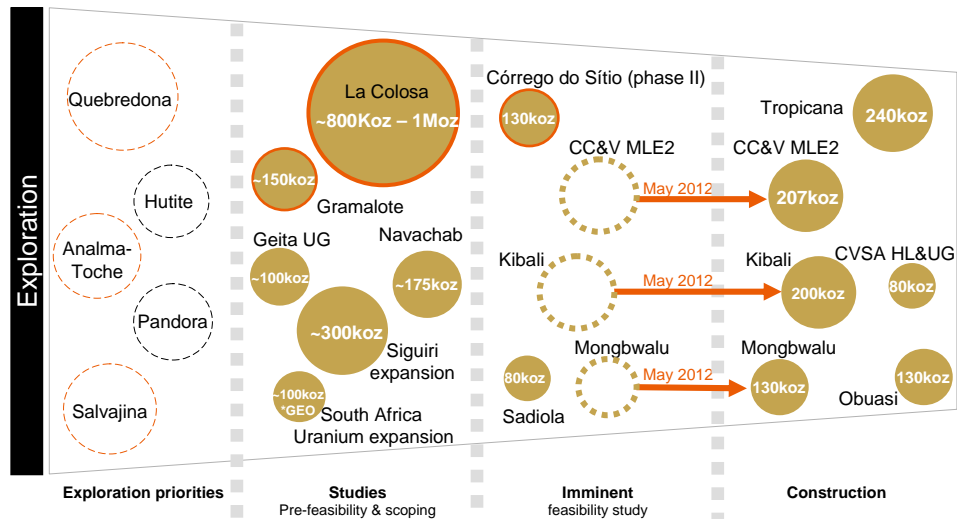 Exploration
Quebredona
Hutite
Analma-
Toche
Pandora
Salvajina
Exploration priorities
La Colosa
~800Koz – 1Moz
~150koz
Gramalote
Geita UG
~100koz
Navachab
~175koz
~300koz
Siguiri
expansion
~100koz
*GEO
South Africa
Uranium expansion
Studies
Pre-feasibility & scoping
Córrego do Sítio (phase II)
130koz
CC&V MLE2
May 2012
Kibali
May 2012
Mongbwalu
May 2012
80koz
Sadiola
Imminent
feasibility study
Tropicana
240koz
CC&V MLE2
207koz
Kibali
200koz
CVSA HL&UG
80koz
Mongbwalu
130koz
130koz
Obuasi
Construction